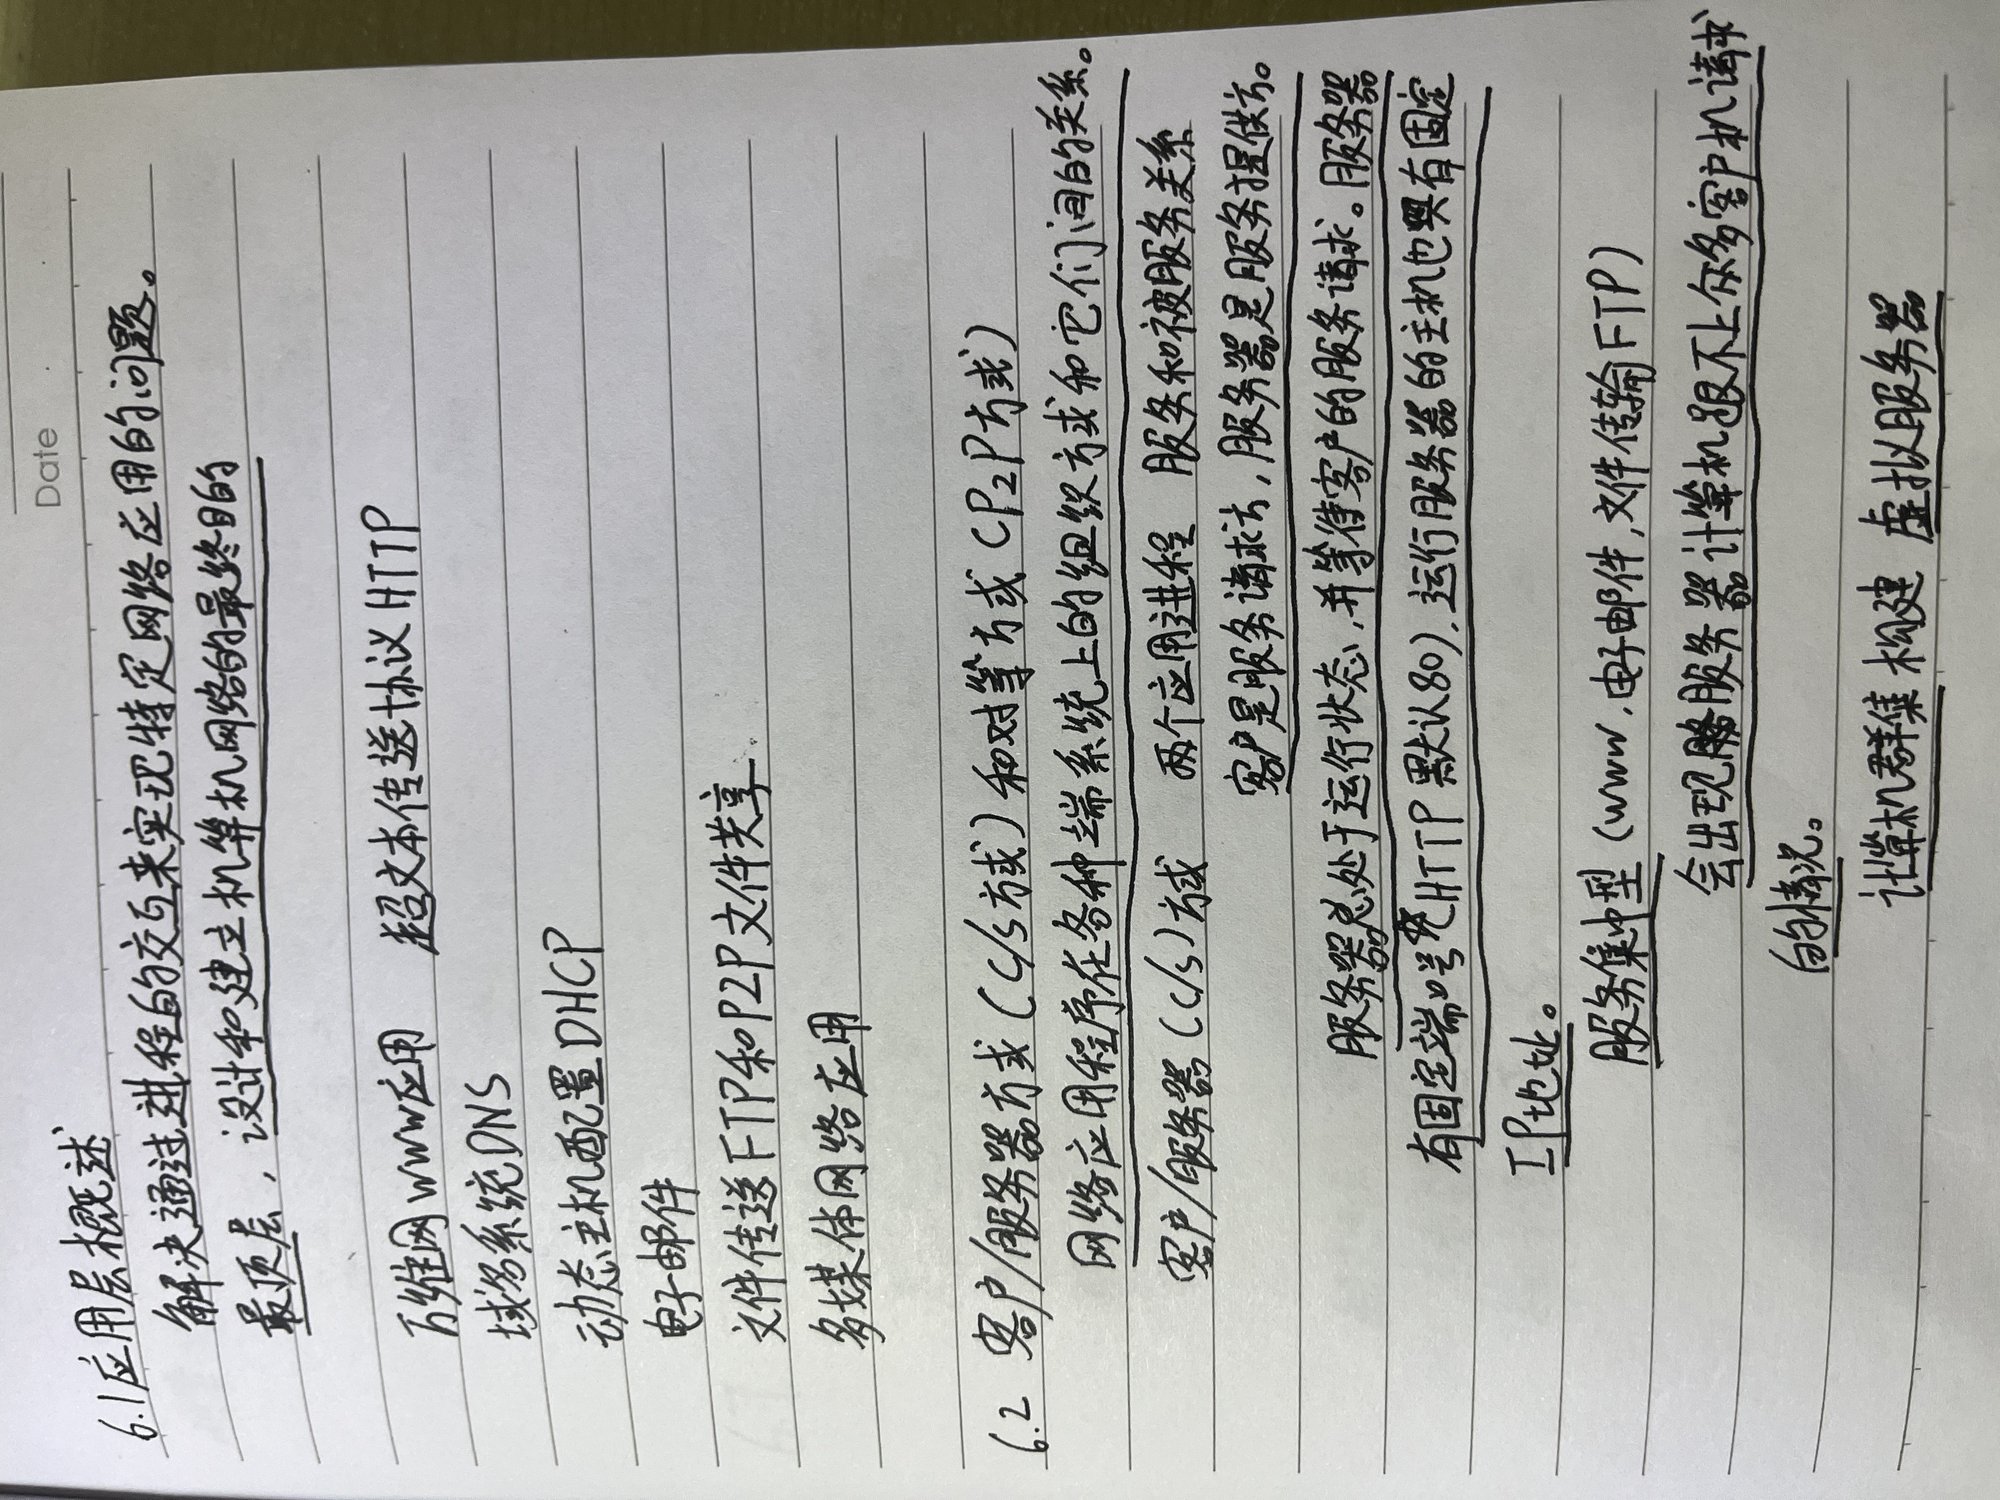 Date
6.1 应用层概述
解决通过进程的交互来实现特定网络应用的问题。
最顶层，设计和建立机算机网络的最终目的
万维网www应用 超文本传送协议HTTP
域名系统DNS
动态主机配置DHCP
电子邮件
文件传送FTP和P2P文件共享
多媒体网络应用
6.2 客户/服务器方式（C/S方式）和对等方式（P2P方式）
网络应用程序在各种端系统上的组织方式和它们间的关系。
客户/服务器（C/S）方式 两个应用进程 服务和被服务关系
客户是服务请求方，服务器是服务提供方。
服务器总处于运行状态，并等待客户的服务请求。服务器
有固定端口号（HTTP默认80），运行服务器的主机也具有固定
IP地址。
服务集中型（www，电子邮件，文件传输FTP）
会出现服务器计算机跟不上众多客户机请求
的情况。
计算机群集构建 虚拟服务器